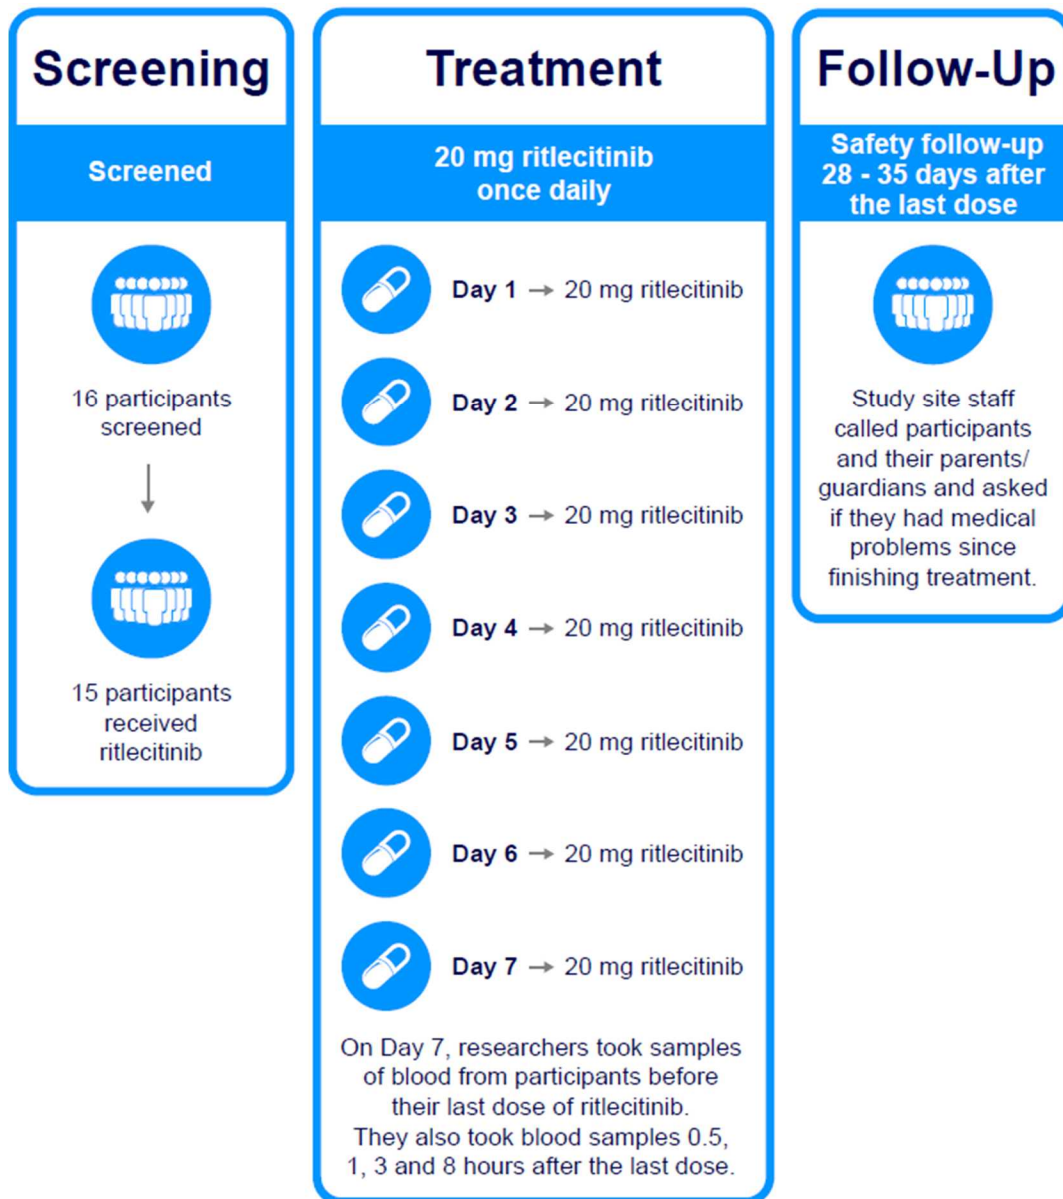 Screening
Screened
16 participants
screened
15 participants
received
ritlecitinib
Treatment
20 mg ritlecitinib
once daily
Day 1 → 20 mg ritlecitinib
Day 2 → 20 mg ritlecitinib
Day 3 → 20 mg ritlecitinib
Day 4 → 20 mg ritlecitinib
Day 5 → 20 mg ritlecitinib
Day 6 → 20 mg ritlecitinib
Day 7 → 20 mg ritlecitinib
On Day 7, researchers took samples
of blood from participants before
their last dose of ritlecitinib.
They also took blood samples 0.5,
1, 3 and 8 hours after the last dose.
Follow-Up
Safety follow-up
28 - 35 days after
the last dose
Study site staff
called participants
and their parents/
guardians and asked
if they had medical
problems since
finishing treatment.